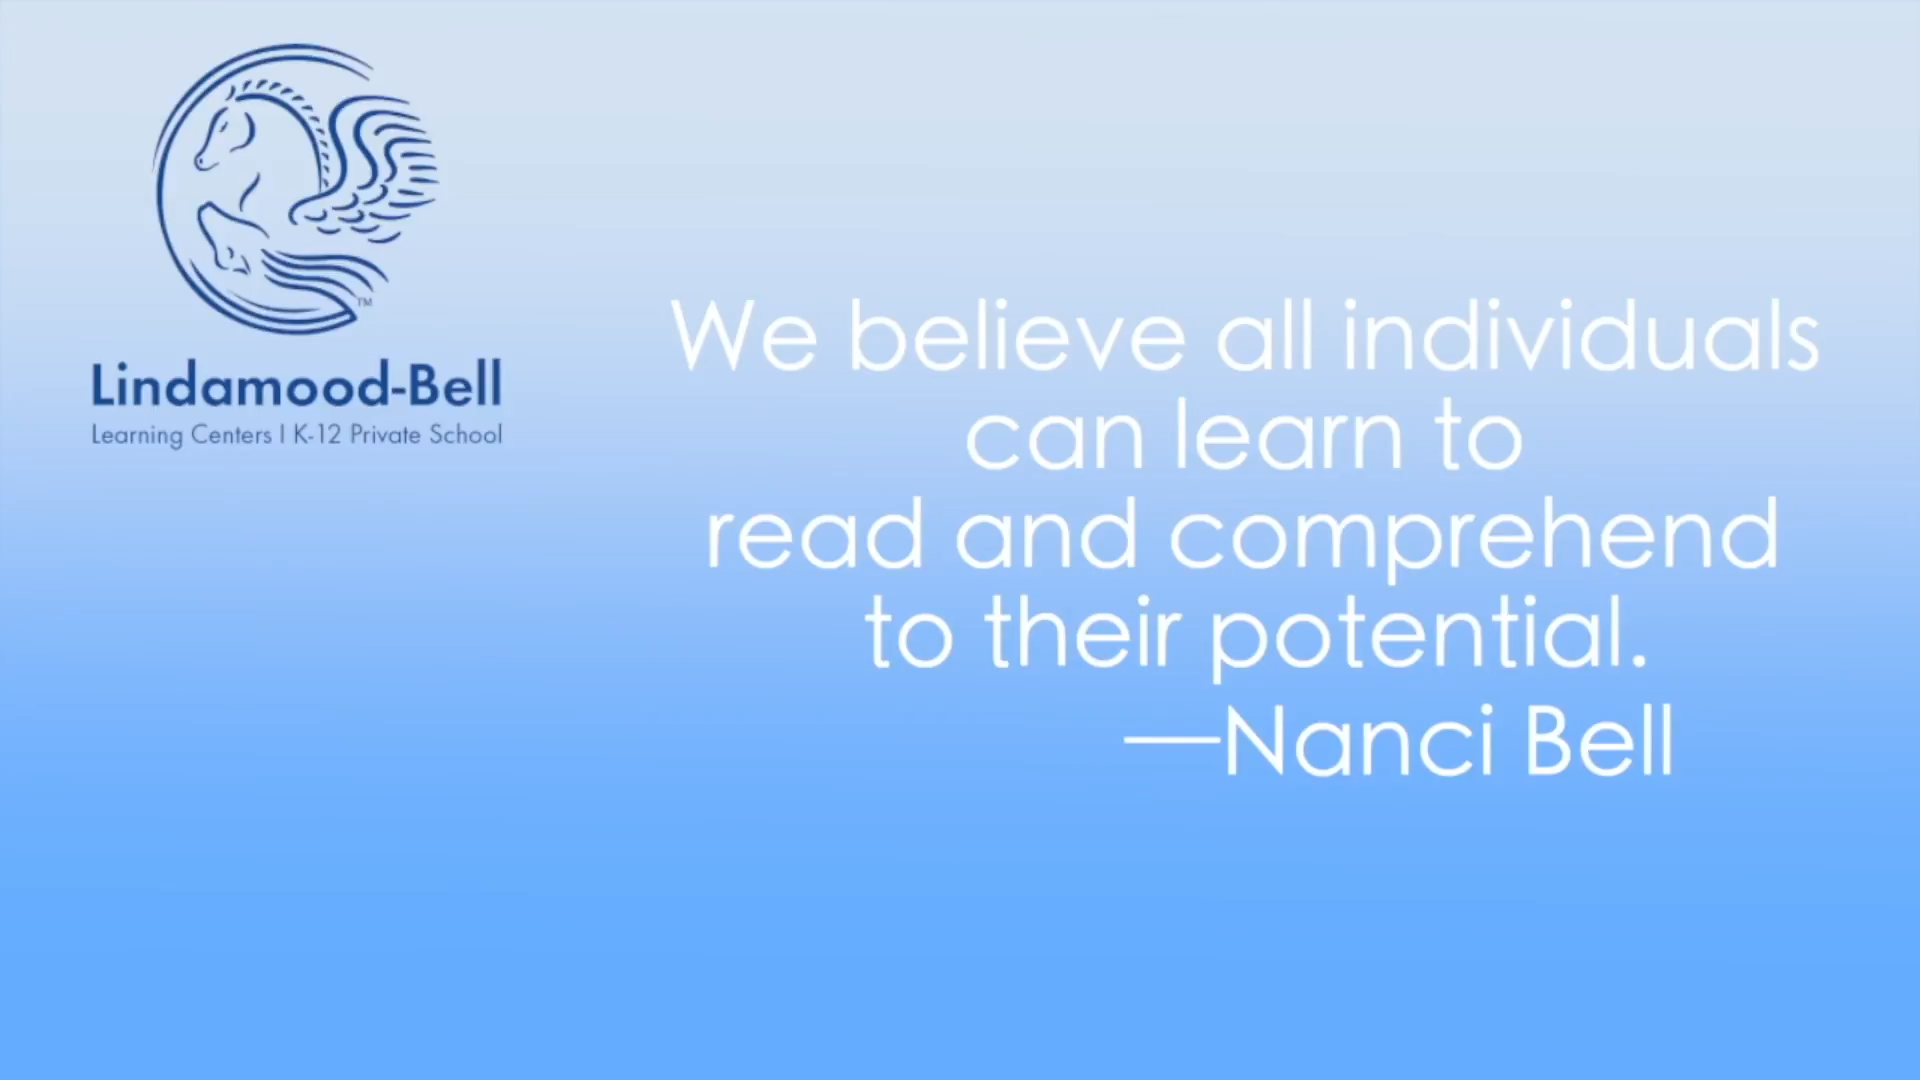 TM
Lindamood-Bell
Learning Centers | K-12 Private School
We believe all individuals
can learn to
read and comprehend
to their potential.
—Nanci Bell